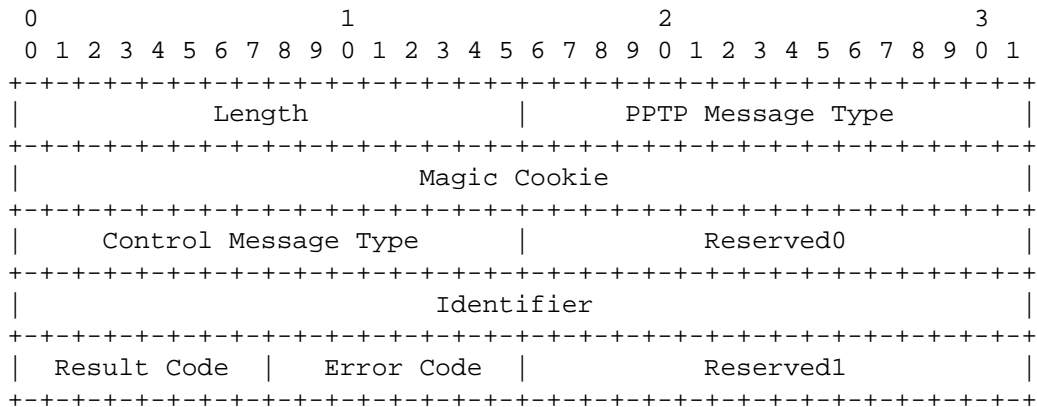 0                   1                   2                   3
 0 1 2 3 4 5 6 7 8 9 0 1 2 3 4 5 6 7 8 9 0 1 2 3 4 5 6 7 8 9 0 1
+-+-+-+-+-+-+-+-+-+-+-+-+-+-+-+-+-+-+-+-+-+-+-+-+-+-+-+-+-+-+-+-+
|            Length             |      PPTP Message Type        |
+-+-+-+-+-+-+-+-+-+-+-+-+-+-+-+-+-+-+-+-+-+-+-+-+-+-+-+-+-+-+-+-+
|                         Magic Cookie                          |
+-+-+-+-+-+-+-+-+-+-+-+-+-+-+-+-+-+-+-+-+-+-+-+-+-+-+-+-+-+-+-+-+
|     Control Message Type      |           Reserved0           |
+-+-+-+-+-+-+-+-+-+-+-+-+-+-+-+-+-+-+-+-+-+-+-+-+-+-+-+-+-+-+-+-+
|                          Identifier                           |
+-+-+-+-+-+-+-+-+-+-+-+-+-+-+-+-+-+-+-+-+-+-+-+-+-+-+-+-+-+-+-+-+
|  Result Code  |   Error Code  |           Reserved1           |
+-+-+-+-+-+-+-+-+-+-+-+-+-+-+-+-+-+-+-+-+-+-+-+-+-+-+-+-+-+-+-+-+